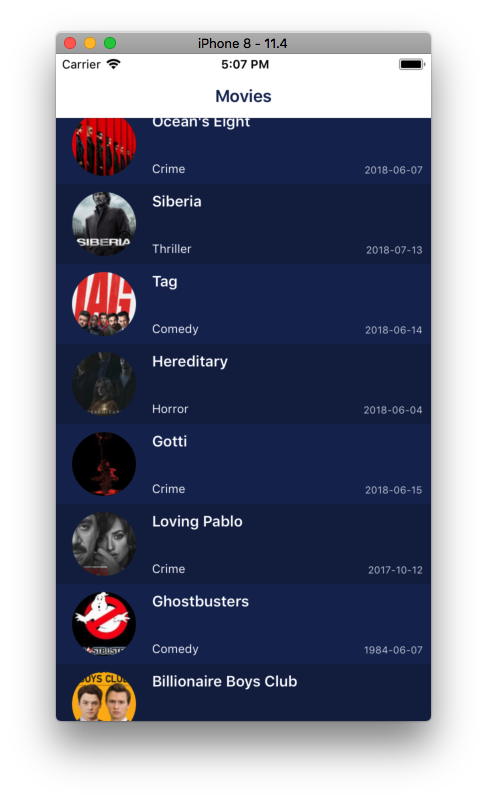 iPhone 8 - 11.4
Carrier 5:07 PM
Movies
Ocean's Eight
Crime 2018-06-07
Siberia
SIBERIA
Thriller 2018-07-13
TAG
Tag
Comedy 2018-06-14
Hereditary
Horror 2018-06-04
Gotti
Crime 2018-06-15
Loving Pablo
Crime 2017-10-12
Ghostbusters
Comedy 1984-06-07
Billionaire Boys Club
BOYS CLUB